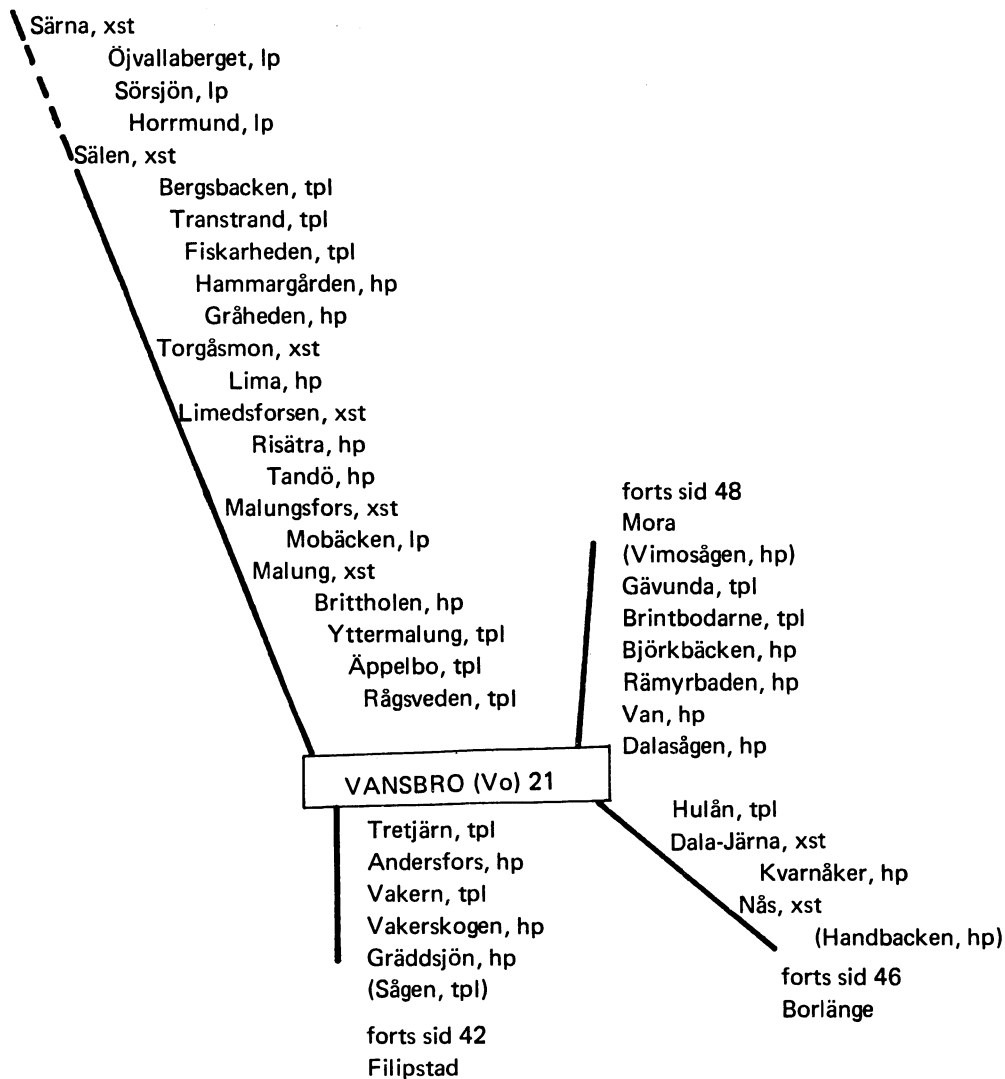 Särna, xst
Öjvallaberget, lp
Sörsjön, lp
Horrmund, lp
Sälen, xst
Bergsbacken, tpl
Transtrand, tpl
Fiskarheden, tpl
Hammargården, hp
Gråheden, hp
Torgåsmon, xst
Lima, hp
Limedsforsen, xst
Risätra, hp
Tandö, hp
Malungsfors, xst
Mobäcken, lp
Malung, xst
Brittholen, hp
Yttermalung, tpl
Äppelbo, tpl
Rågsveden, tpl
forts sid 48
Mora
(Vimosågen, hp)
Gävunda, tpl
Brintbodarne, tpl
Björkbäcken, hp
Rämyrbaden, hp
Van, hp
Dalasågen, hp
VANSBRO (Vo) 21
Tretjärn, tpl
Andersfors, hp
Vakern, tpl
Vakerskogen, hp
Gräddsjön, hp
(Sågen, tpl)
forts sid 42
Filipstad
Hulån, tpl
Dala-Järna, xst
Kvarnåker, hp
Nås, xst
(Handbacken, hp)
forts sid 46
Borlänge